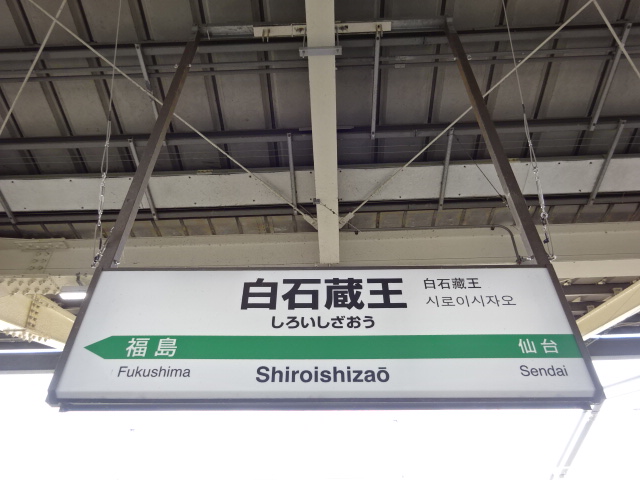 白石蔵王
白石藏王
시로이시자오
しろいしざおう
福島
仙台
Fukushima
Shiroishizaō
Sendai